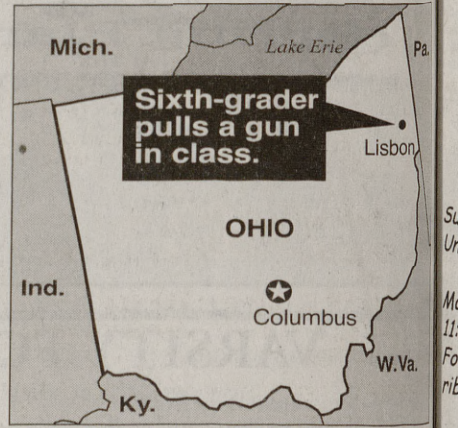 Mich.
Lake Erie
Pa.
Sixth-grader
pulls a gun
in class.
Lisbon
OHIO
Ind.
Columbus
W.Va.
Ky.